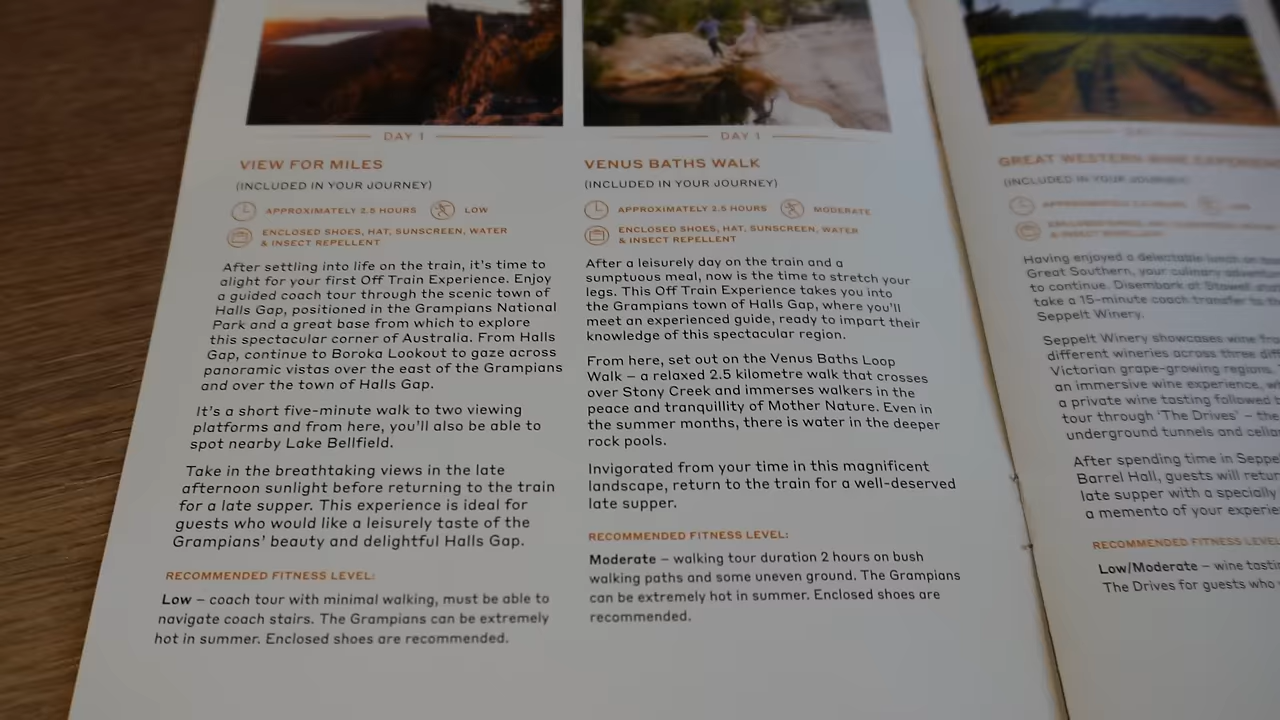 DAY 1
VIEW FOR MILES
(INCLUDED IN YOUR JOURNEY)
APPROXIMATELY 2.5 HOURS LOW
ENCLOSED SHOES, HAT, SUNSCREEN, WATER
& INSECT REPELLENT
After settling into life on the train, it's time to
alight for your first Off Train Experience. Enjoy
a guided coach tour through the scenic town of
Halls Gap, positioned in the Grampians National
Park and a great base from which to explore
this spectacular corner of Australia. From Halls
Gap, continue to Boroka Lookout to gaze across
panoramic vistas over the east of the Grampians
and over the town of Halls Gap.
It's a short five-minute walk to two viewing
platforms and from here, you'll also be able to
spot nearby Lake Bellfield.
Take in the breathtaking views in the late
afternoon sunlight before returning to the train
for a late supper. This experience is ideal for
guests who would like a leisurely taste of the
Grampians' beauty and delightful Halls Gap.
RECOMMENDED FITNESS LEVEL:
Low – coach tour with minimal walking, must be able to
navigate coach stairs. The Grampians can be extremely
hot in summer. Enclosed shoes are recommended.
DAY 1
VENUS BATHS WALK
(INCLUDED IN YOUR JOURNEY)
APPROXIMATELY 2.5 HOURS MODERATE
ENCLOSED SHOES, HAT, SUNSCREEN, WATER
& INSECT REPELLENT
After a leisurely day on the train and a
sumptuous meal, now is the time to stretch your
legs. This Off Train Experience takes you into
the Grampians town of Halls Gap, where you'll
meet an experienced guide, ready to impart their
knowledge of this spectacular region.
From here, set out on the Venus Baths Loop
Walk – a relaxed 2.5 kilometre walk that crosses
over Stony Creek and immerses walkers in the
peace and tranquillity of Mother Nature. Even in
the summer months, there is water in the deeper
rock pools.
Invigorated from your time in this magnificent
landscape, return to the train for a well-deserved
late supper.
RECOMMENDED FITNESS LEVEL:
Moderate – walking tour duration 2 hours on bush
walking paths and some uneven ground. The Grampians
can be extremely hot in summer. Enclosed shoes are
recommended.
GREAT WESTERN WINE
(INCLUDED IN YOUR JOURNEY)
Having enjoyed a delectable lunch on
Great Southern, your culinary
to continue. Disembark at Stawell
take a 15-minute coach transfer
Seppelt Winery.
Seppelt Winery showcases wine
different wineries across three
Victorian grape-growing regions.
an immersive wine experience,
a private wine tasting followed
tour through 'The Drives' – the
underground tunnels and
After spending time in
Barrel Hall, guests will
late supper with a specially
a memento of your
RECOMMENDED FITNESS
Low/Moderate – wine
The Drives for guests who